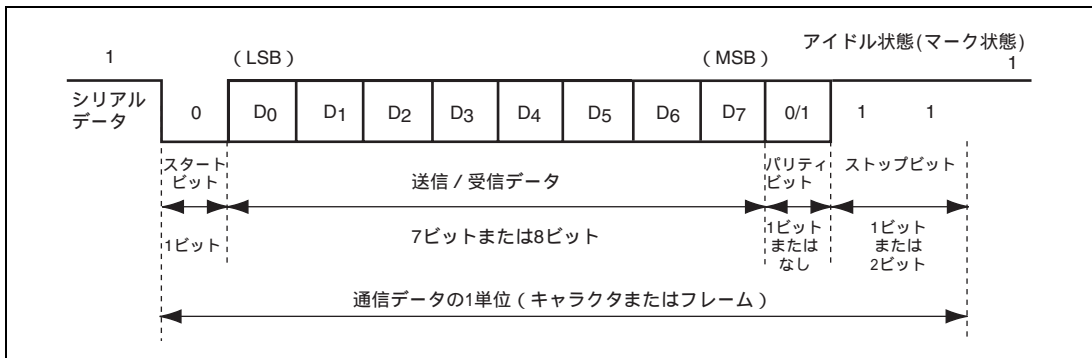 アイドル状態(マーク状態)
1 (LSB) (MSB) 1
シリアル
データ
0 D0 D1 D2 D3 D4 D5 D6 D7 0/1 1 1
スタート
ビット
送信 / 受信データ
パリティ
ビット
ストップビット
1ビット
7ビットまたは8ビット
1ビット
または
なし
1ビット
または
2ビット
通信データの1単位(キャラクタまたはフレーム)